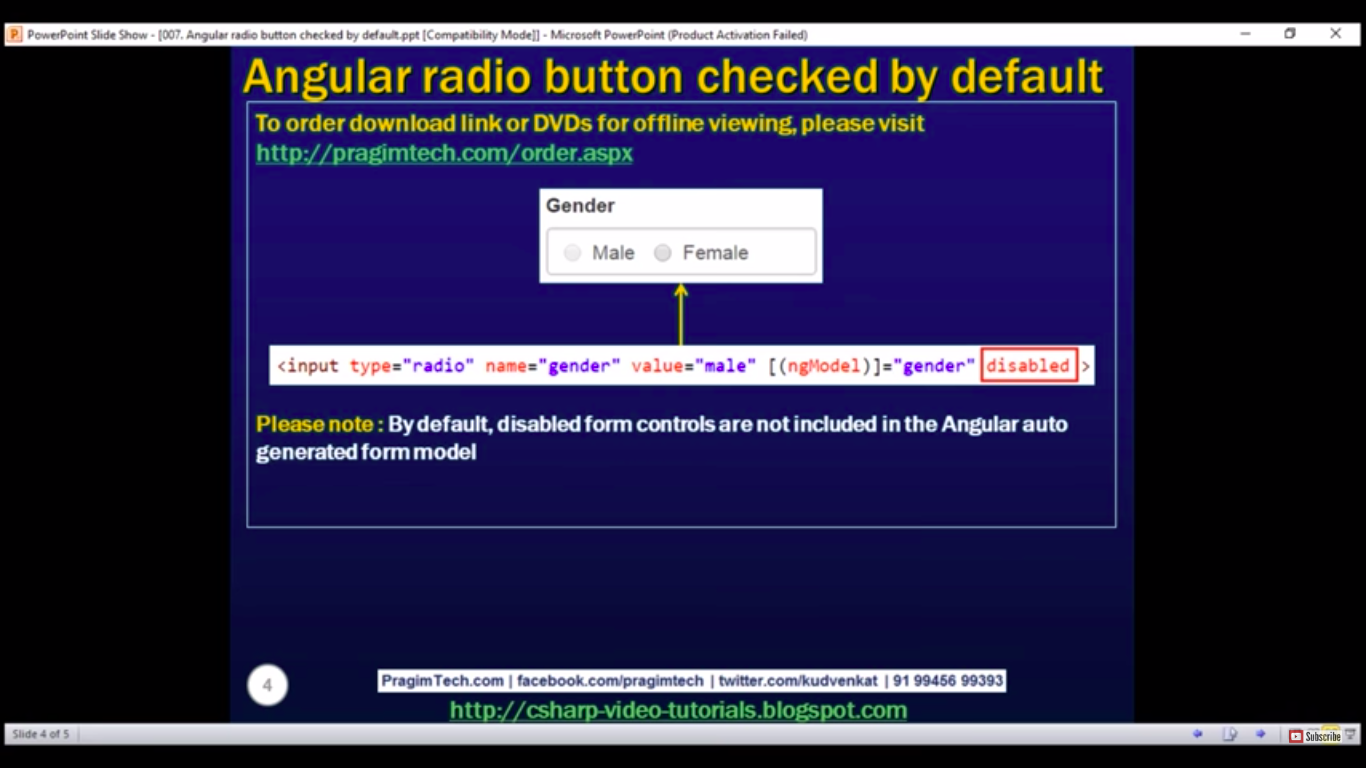 PowerPoint Slide Show - [007. Angular radio button checked by default.ppt [Compatibility Mode]] - Microsoft PowerPoint (Product Activation Failed)
Angular radio button checked by default
To order download link or DVDs for offline viewing, please visit
http://pragimtech.com/order.aspx
Gender
Male Female
<input type="radio" name="gender" value="male" [(ngModel)]="gender" disabled >
Please note : By default, disabled form controls are not included in the Angular auto
generated form model
4
PragimTech.com | facebook.com/pragimtech | twitter.com/kudvenkat | 91 99456 99393
http://csharp-video-tutorials.blogspot.com
Slide 4 of 5
Subscribe